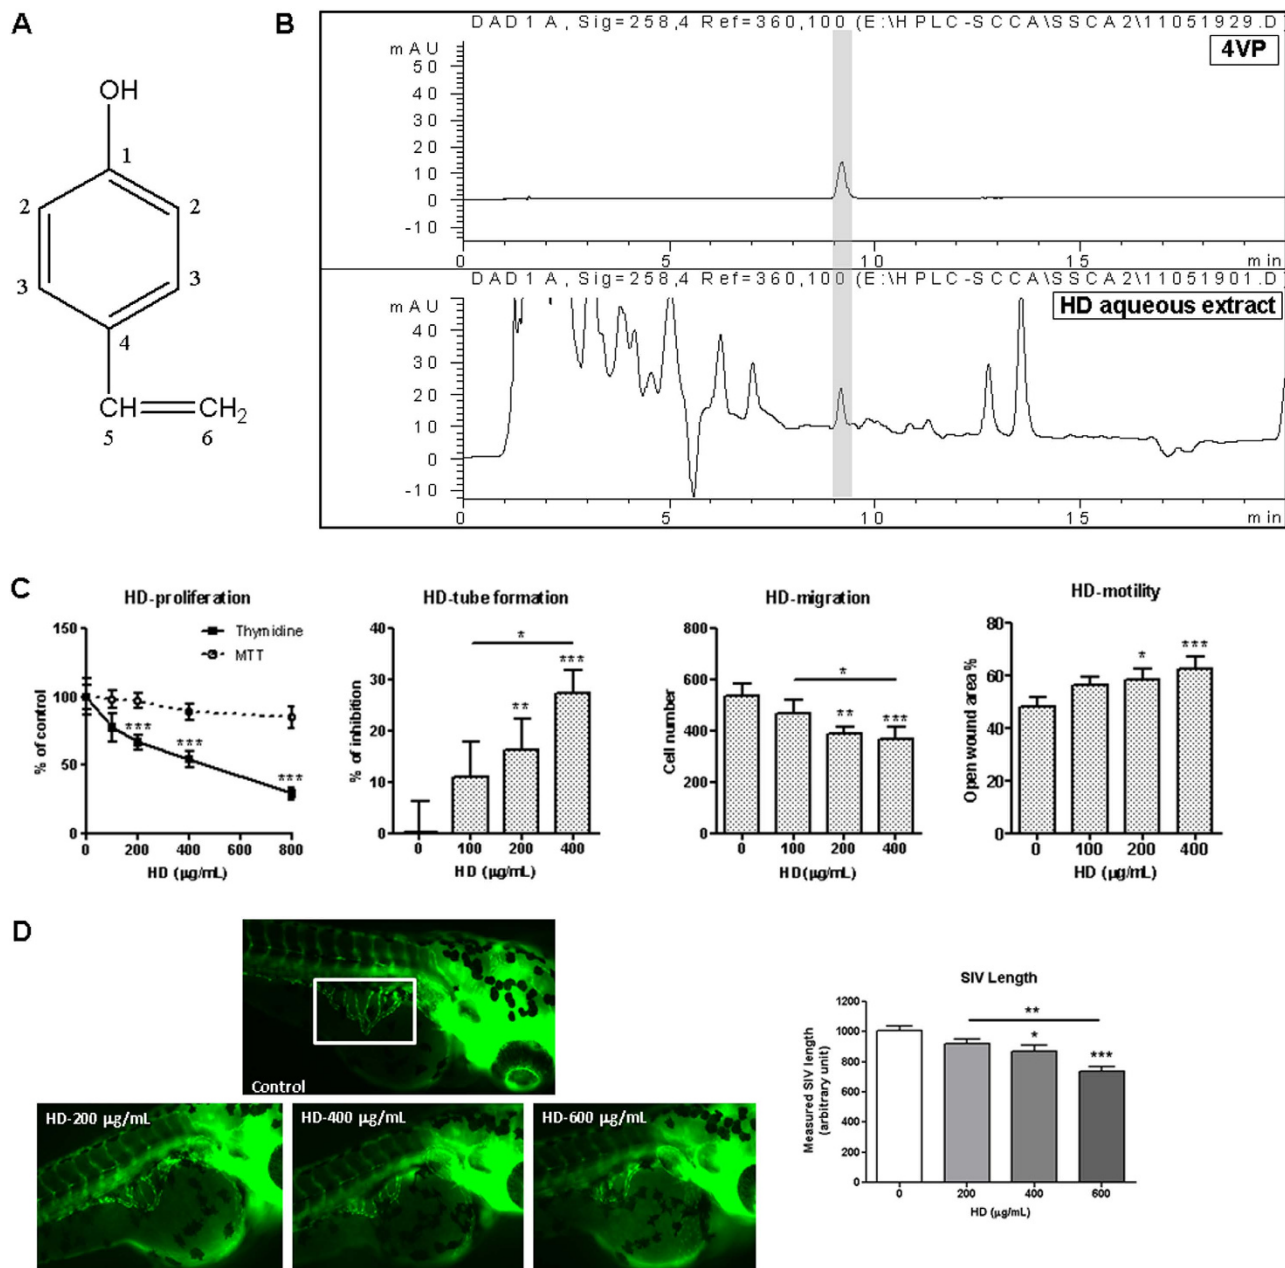 A
OH
1
2
2
3
3
4
CH
CH2
5
6
B
DAD1 A, Sig=258,4 Ref=360,100 (E:\HPLC-SCCA\SSCA2\11051929.D)
mAU
4VP
50
40
30
20
10
0
-10
0
5
10
15
min
DAD1 A, Sig=258,4 Ref=360,100 (E:\HPLC-SCCA\SSCA2\11051901.D)
mAU
HD aqueous extract
40
30
20
10
0
-10
0
5
10
15
min
C
HD-proliferation
Thymidine
MTT
% of control
150
100
50
0
***
***
***
0
200
400
600
800
HD (µg/mL)
HD-tube formation
% of inhibition
40
30
20
10
0
*
**
***
0
100
200
400
HD (µg/mL)
HD-migration
Cell number
800
600
400
200
0
*
**
***
0
100
200
400
HD(µg/mL)
HD-motility
Open wound area %
80
60
40
20
0
*
***
0
100
200
400
HD (µg/mL)
D
Control
HD-200 µg/mL
HD-400 µg/mL
HD-600 µg/mL
SIV Length
Measured SIV length
(arbitrary unit)
1200
1000
800
600
400
200
0
**
*
***
0
200
400
600
HD (µg/mL)